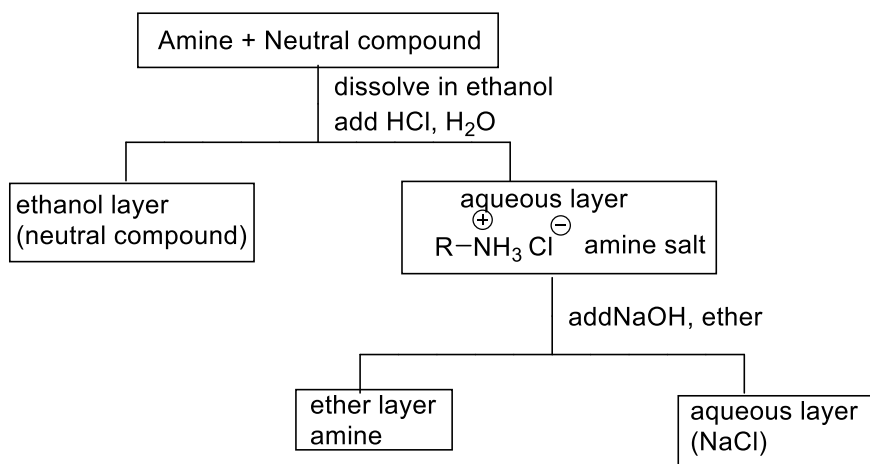 Amine + Neutral compound
dissolve in ethanol
add HCl, H₂O
ethanol layer
(neutral compound)
aqueous layer
R–N⊕H₃ Cl⊖ amine salt
addNaOH, ether
ether layer
amine
aqueous layer
(NaCl)